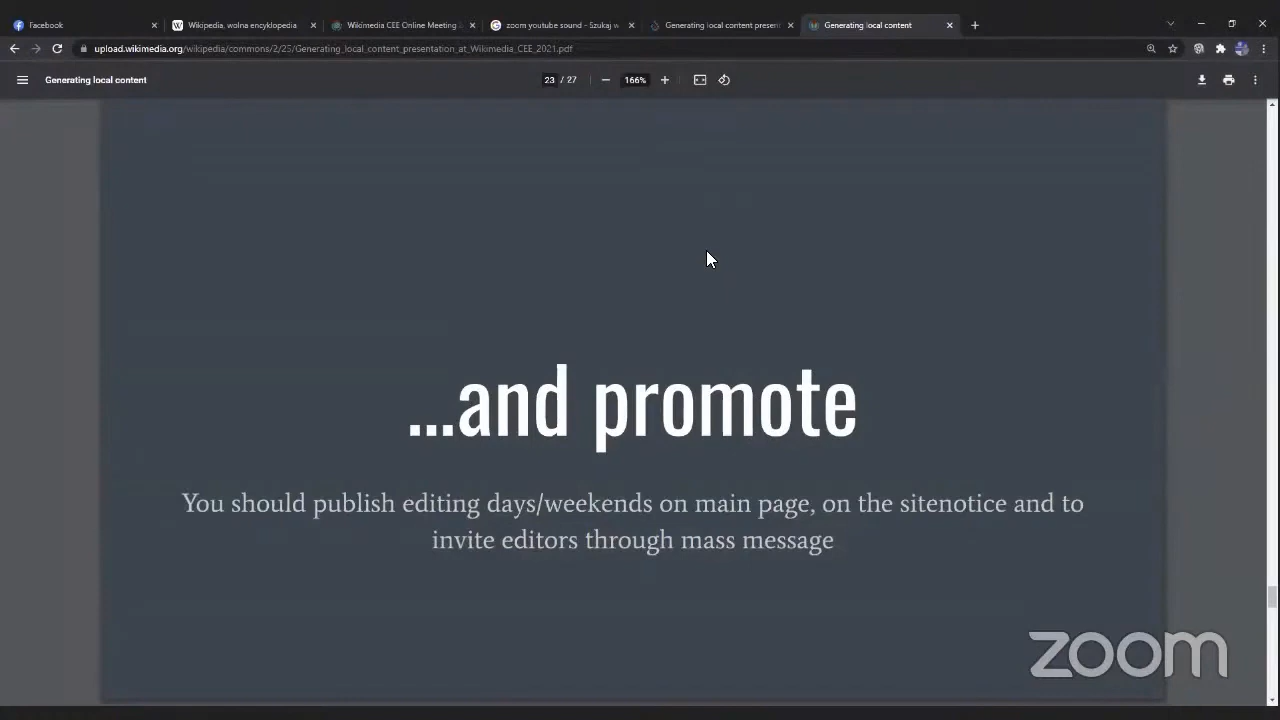 Facebook
Wikipedia, wolna encyklopedia
Wikimedia CEE Online Meeting
zoom youtube sound - Szukaj w
Generating local content presen
Generating local content
upload.wikimedia.org/wikipedia/commons/2/25/Generating_local_content_presentation_at_Wikimedia_CEE_2021.pdf
Generating local content
23 / 27
166%
...and promote
You should publish editing days/weekends on main page, on the sitenotice and to
invite editors through mass message
zoom